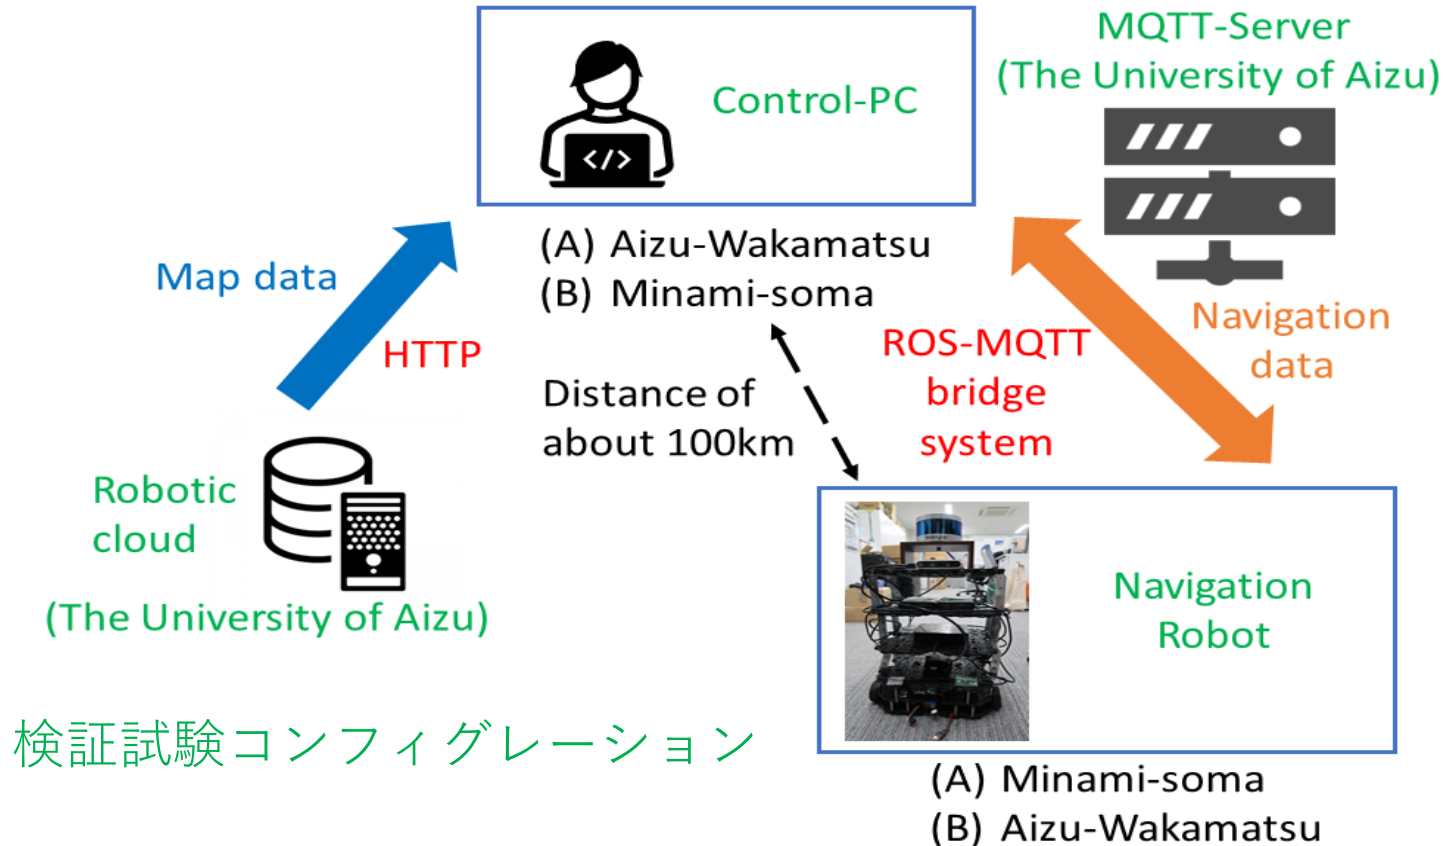 MQTT-Server
(The University of Aizu)
Control-PC
</>
(A) Aizu-Wakamatsu
(B) Minami-soma
Map data
HTTP
Distance of
about 100km
ROS-MQTT
bridge
system
Navigation
data
Robotic
cloud
(The University of Aizu)
Navigation
Robot
検証試験コンフィグレーション
(A) Minami-soma
(B) Aizu-Wakamatsu